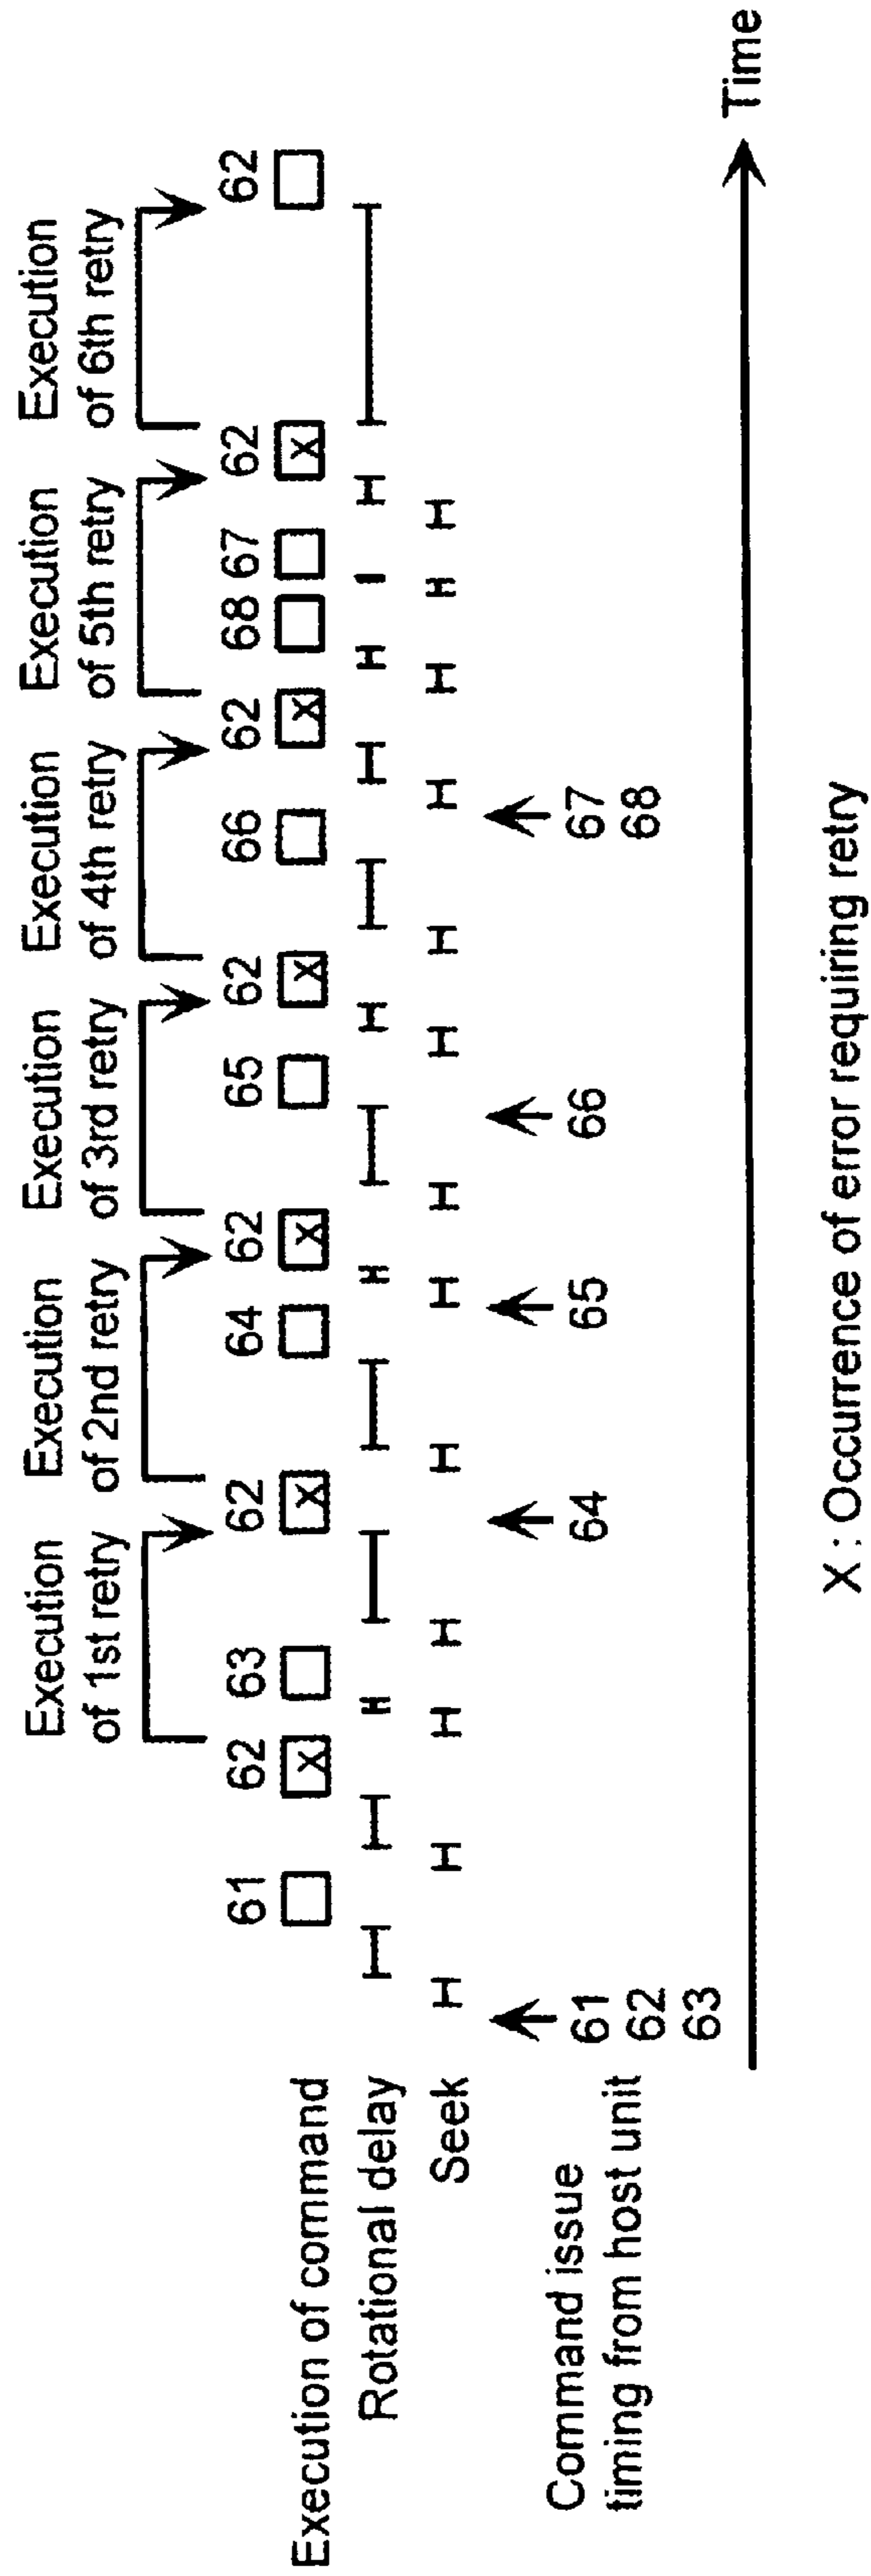 Execution
of 1st retry
Execution
of 2nd retry
Execution
of 3rd retry
Execution
of 4th retry
Execution
of 5th retry
Execution
of 6th retry
61 62 63 62 64 62 65 62 66 62 68 67 62 62
X X X X X X
Execution of command
Rotational delay
Seek
Command issue
timing from host unit
61
62
63
64
65
66
67
68
Time
X : Occurrence of error requiring retry